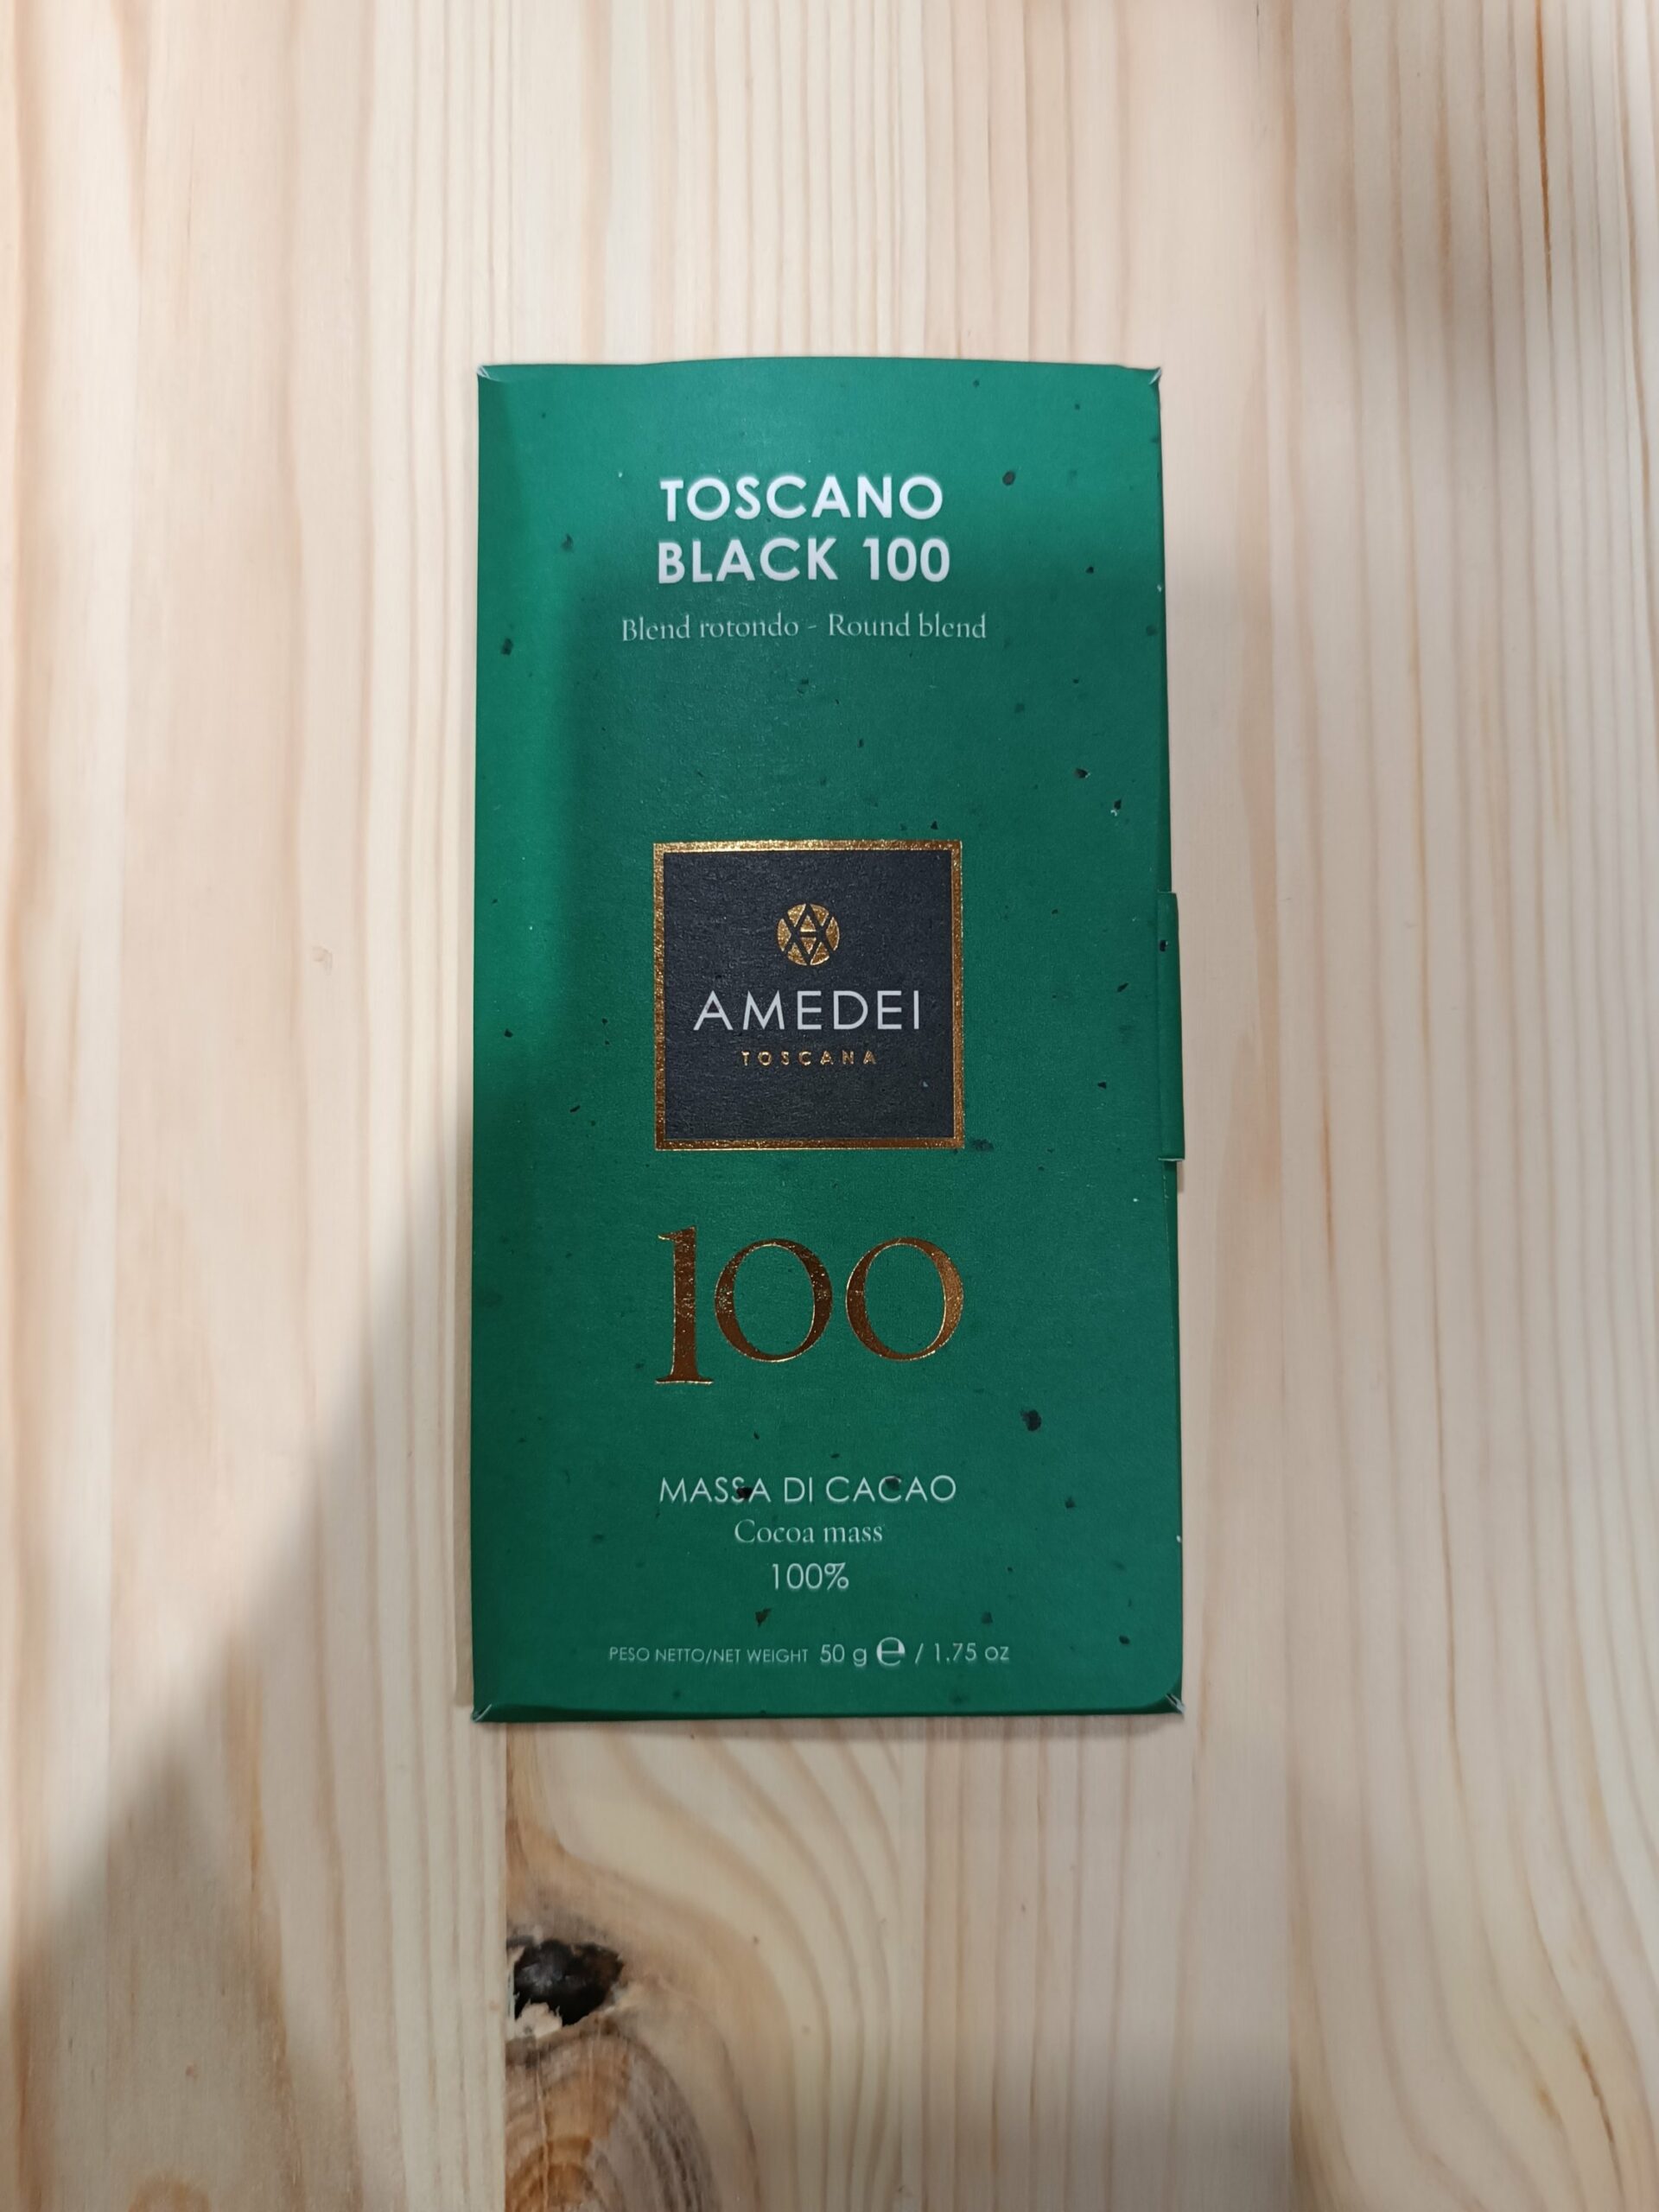 TOSCANO
BLACK 100
Blend rotondo - Round blend
AMEDEI
TOSCANA
100
MASSA DI CACAO
Cocoa mass
100%
PESO NETTO/NET WEIGHT 50 g ℮ / 1.75 oz